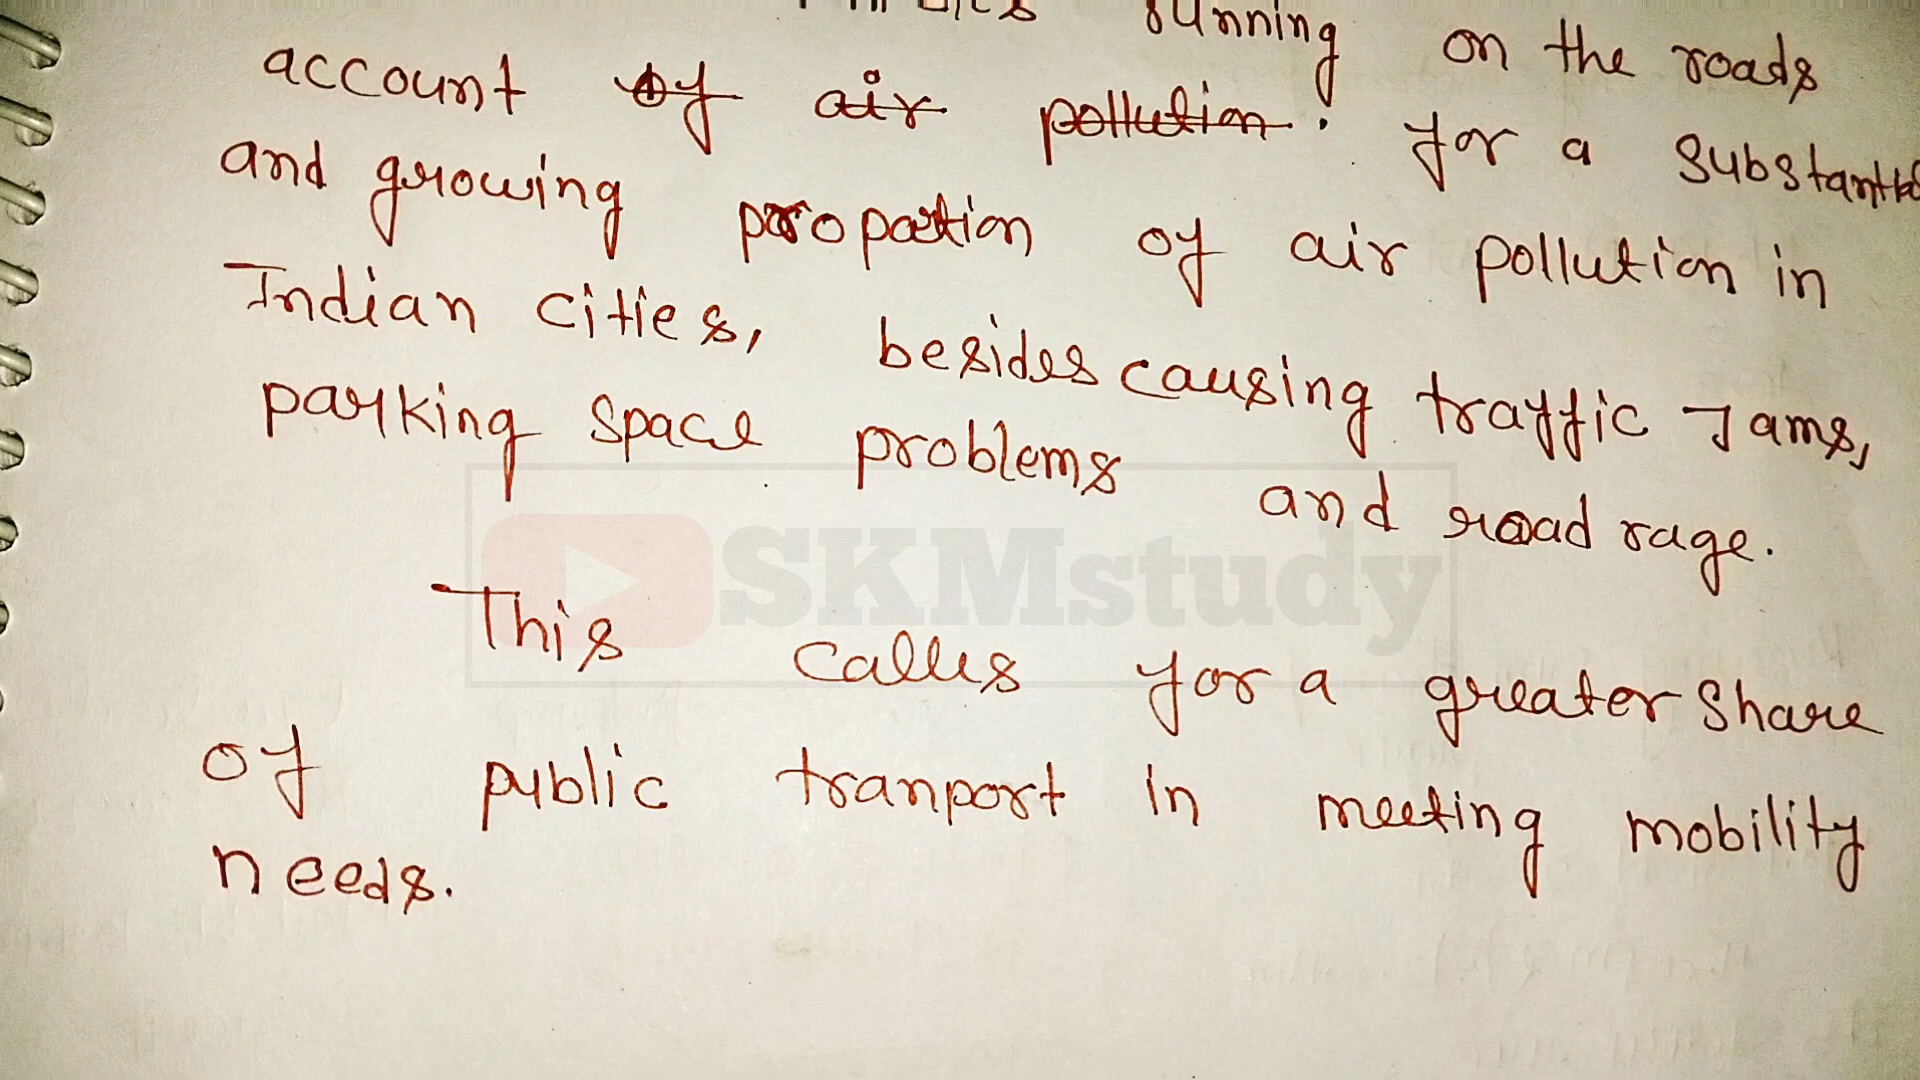 running on the roads
account of air pollution. for a substantial
and growing propotion of air pollution in
Indian cities, besides causing traffic Jams,
parking space problems and road rage.
SKMstudy
This calls for a greater share
of public tranport in meeting mobility
needs.